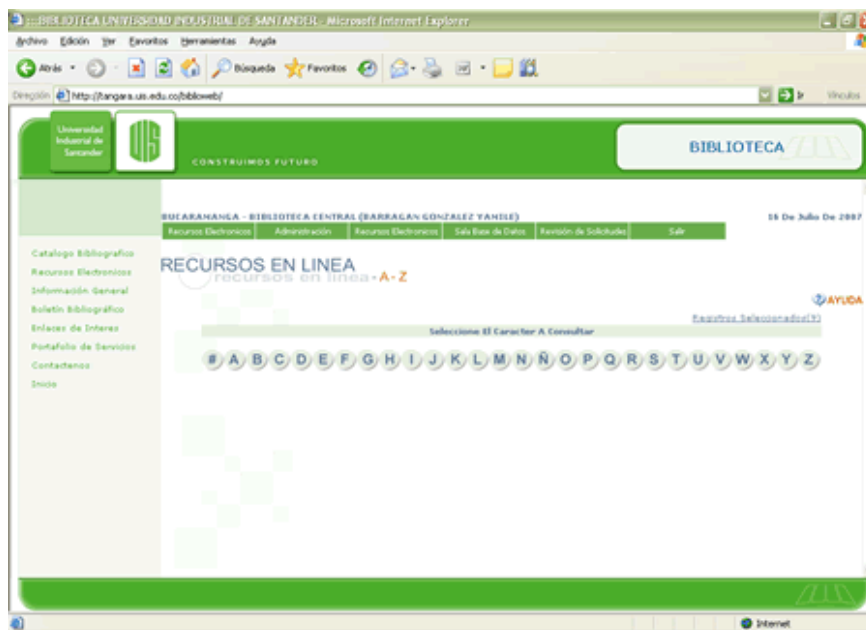 :::BIBLIOTECA UNIVERSIDAD INDUSTRIAL DE SANTANDER - Microsoft Internet Explorer
Archivo Edición Ver Favoritos Herramientas Ayuda
Atrás Búsqueda Favoritos
Dirección http://tangara.uis.edu.co/biblioweb/ Ir Vínculos
Universidad
Industrial de
Santander
CONSTRUIMOS FUTURO
BIBLIOTECA
BUCARAMANGA - BIBLIOTECA CENTRAL (BARRAGAN GONZALEZ YAMILE) 16 De Julio De 2007
Recursos Electronicos Administración Recursos Electronicos Sala Base de Datos Revisión de Solicitudes Salir
Catalogo Bibliografico
Recursos Electronicos
Información General
Boletín Bibliográfico
Enlaces de Interes
Portafolio de Servicios
Contactenos
Inicio
RECURSOS EN LINEA
recursos en linea - A - Z
AYUDA
Registros Seleccionados(9)
Seleccione El Caracter A Consultar
# A B C D E F G H I J K L M N Ñ O P Q R S T U V W X Y Z
Internet